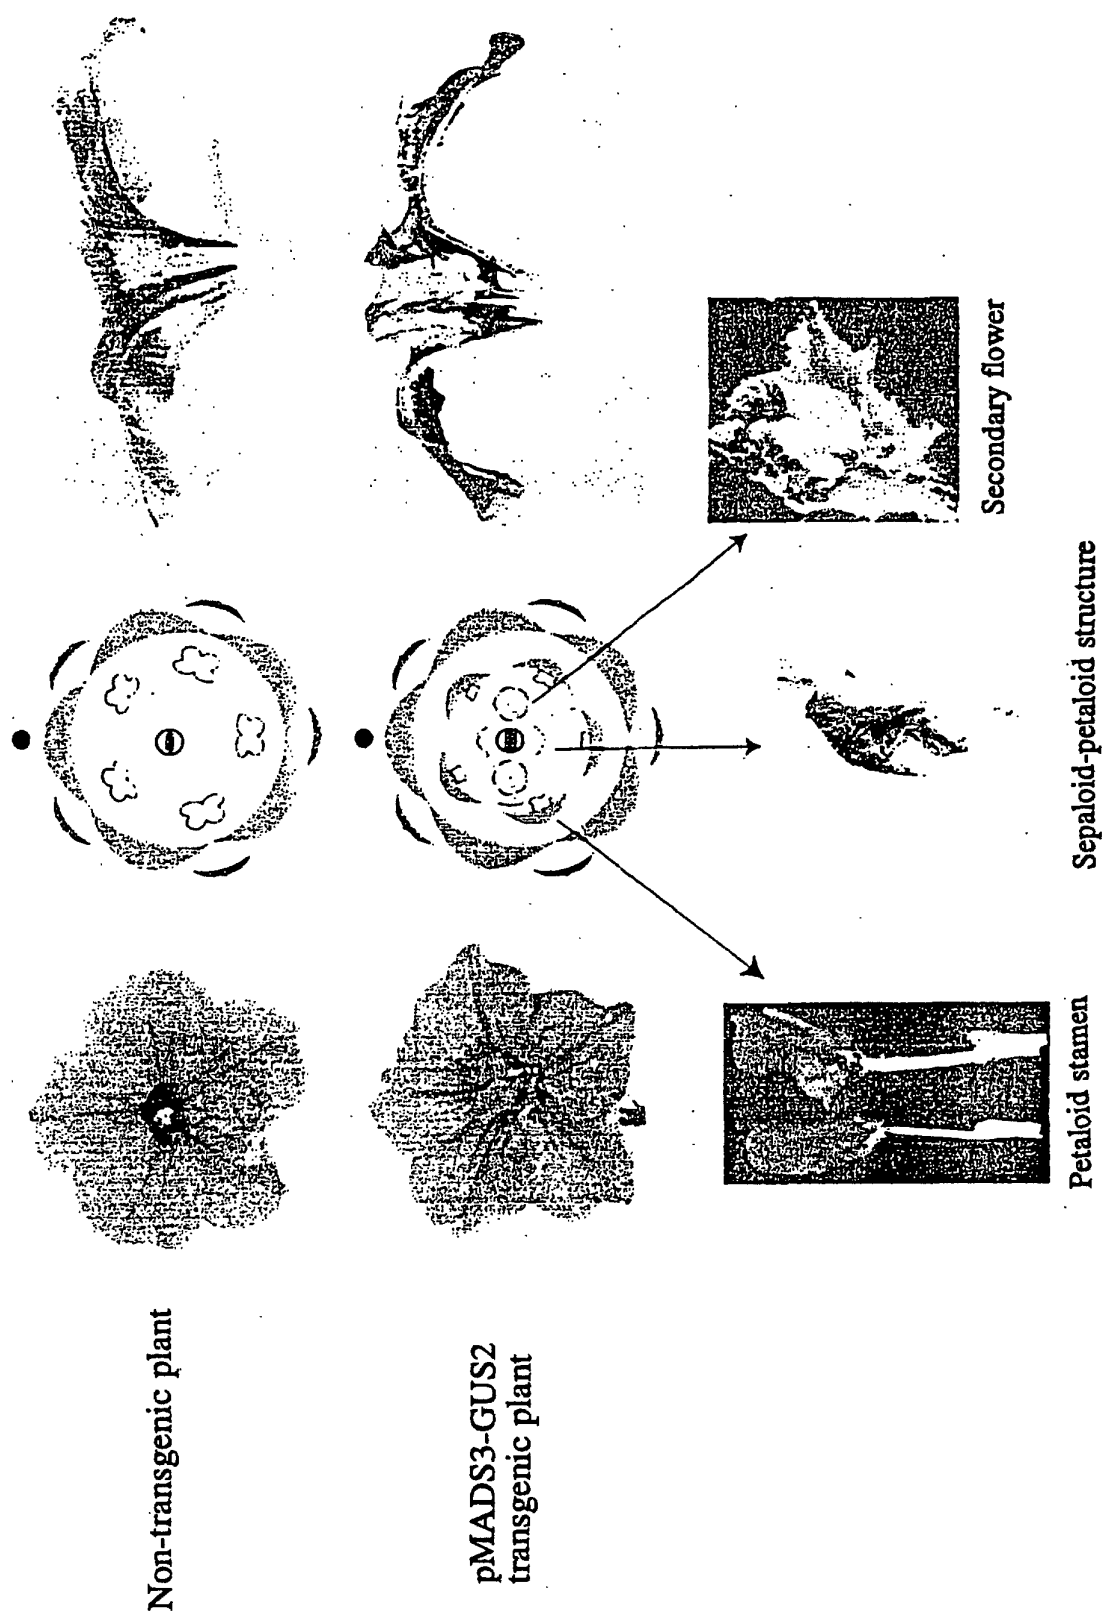 Non-transgenic plant
pMADS3-GUS2
transgenic plant
Petaloid stamen
Sepaloid-petaloid structure
Secondary flower